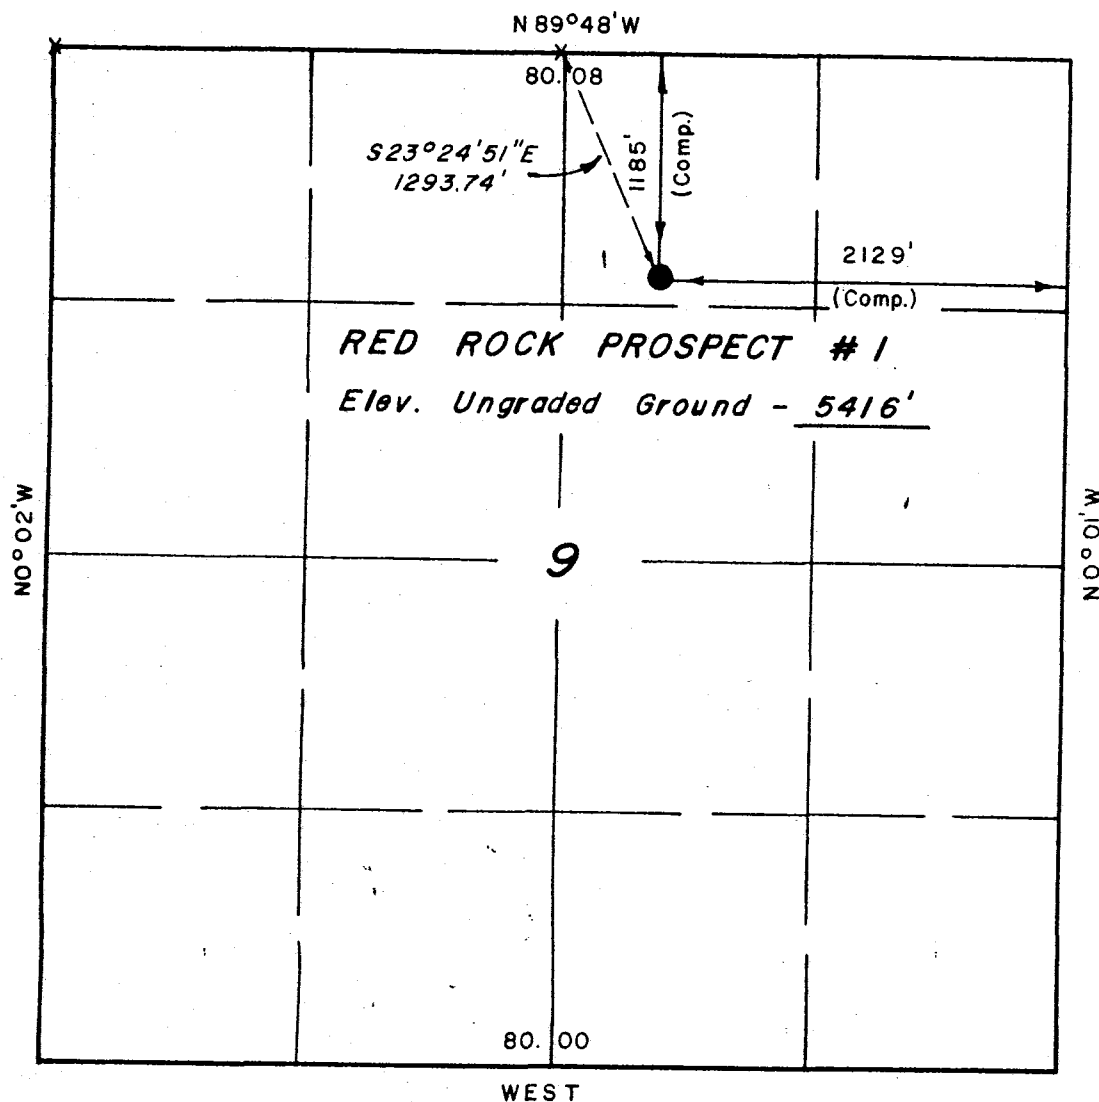 N 89°48'W
80.08
S23°24'51"E
1293.74'
1185'
(Comp.)
2129'
(Comp.)
RED ROCK PROSPECT #1
Elev. Ungraded Ground - 5416'
N0°02'W
N0°01'W
9
80.00
WEST